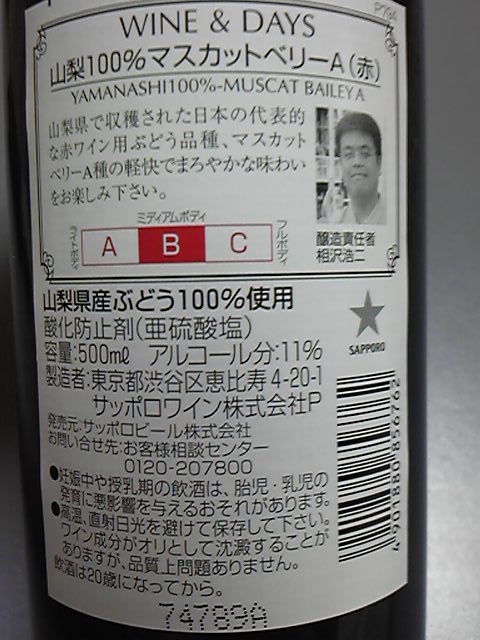 P794
WINE & DAYS
山梨100%マスカットベリーA(赤)
YAMANASHI100%-MUSCAT BAILEY A
山梨県で収穫された日本の代表的
な赤ワイン用ぶどう品種、マスカット
ベリーA種の軽快でまろやかな味わい
をお楽しみ下さい。
ミディアムボディ
ライトボディ
A B C
フルボディ
醸造責任者
相沢浩二
山梨県産ぶどう100%使用
酸化防止剤(亜硫酸塩)
容量:500mℓ アルコール分:11%
製造者:東京都渋谷区恵比寿4-20-1
サッポロワイン株式会社P
発売元:サッポロビール株式会社
お問い合せ先:お客様相談センター
0120-207800
SAPPORO
●妊娠中や授乳期の飲酒は、胎児・乳児の
発育に悪影響を与えるおそれがあります。
●高温、直射日光を避けて保存して下さい。
ワイン成分がオリとして沈澱することが
ありますが、品質上問題ありません。
飲酒は20歳になってから。
4 901880 856762
74789A